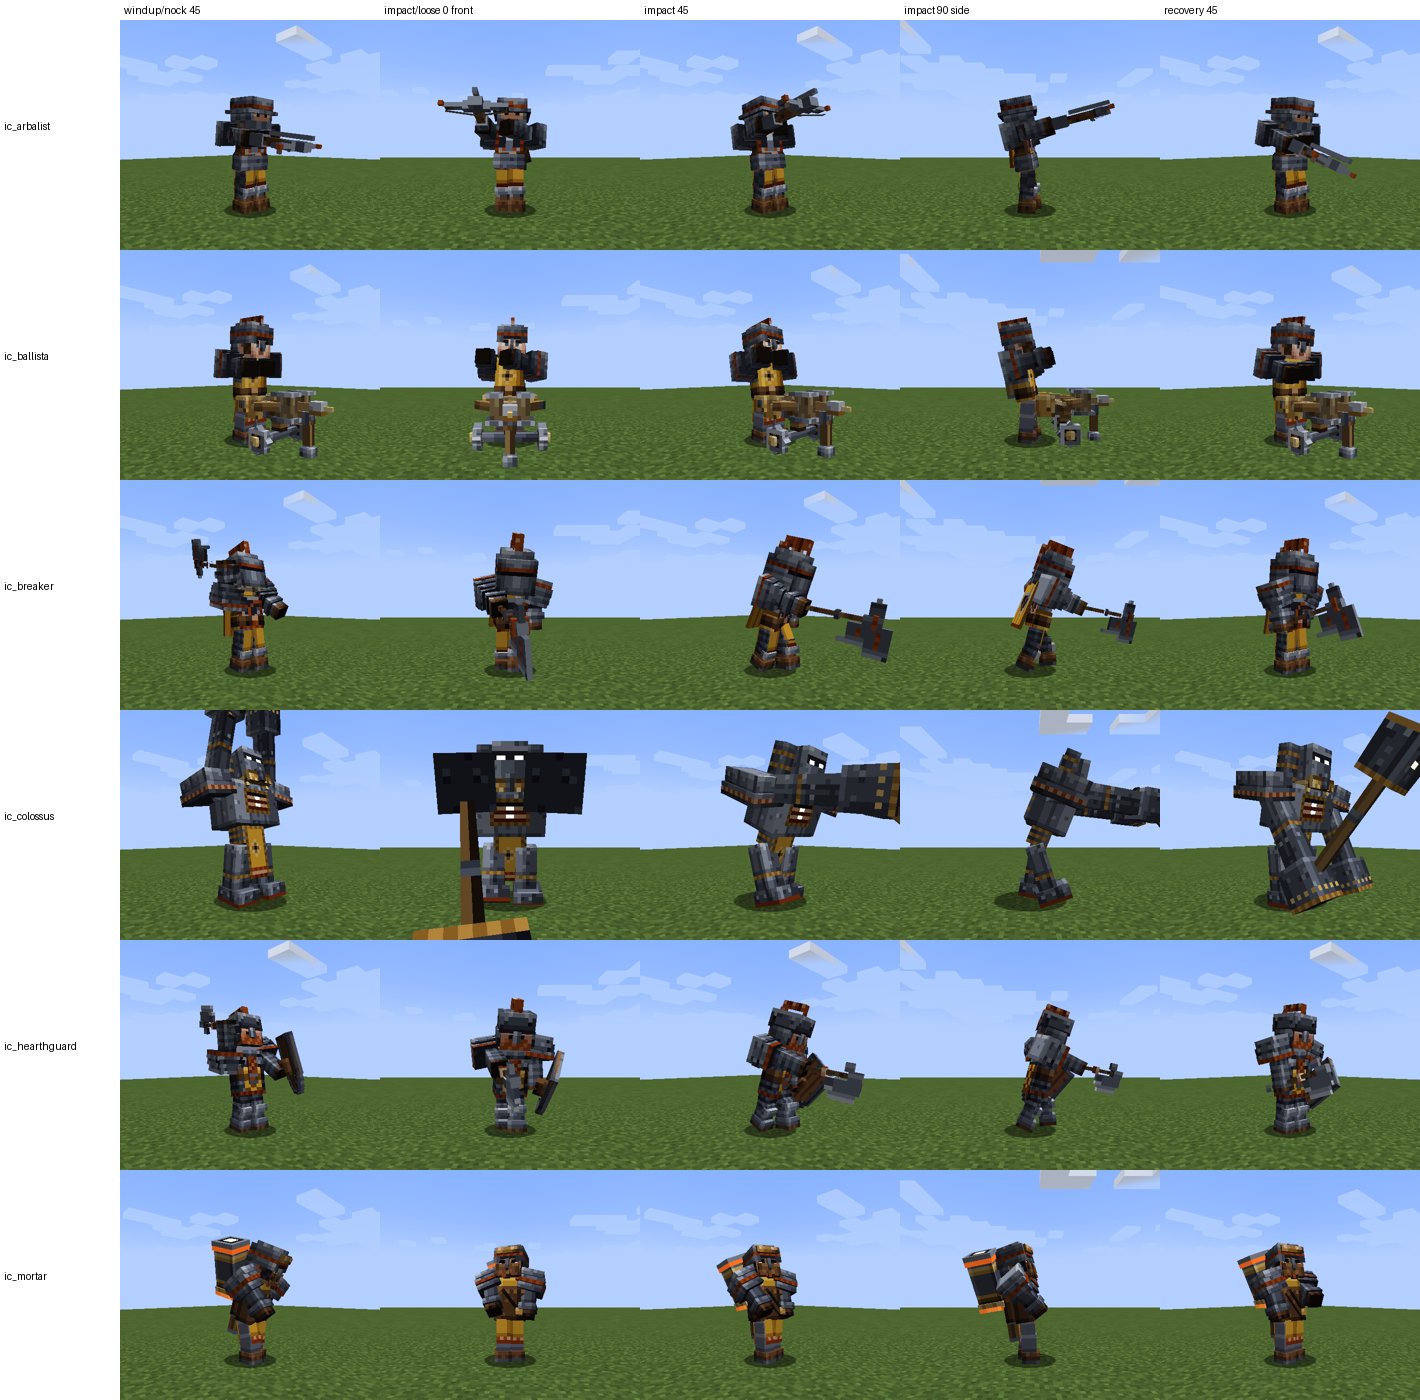 windup/nock 45 impact/loose 0 front impact 45 impact 90 side recovery 45
ic_arbalist
ic_ballista
ic_breaker
ic_colossus
ic_hearthguard
ic_mortar